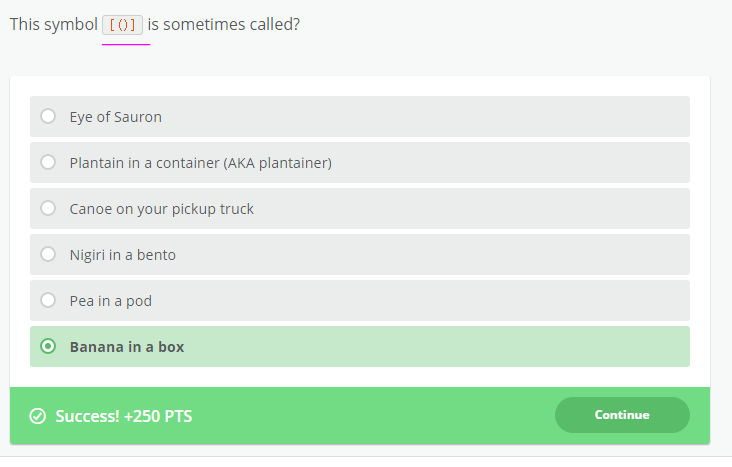 This symbol [()] is sometimes called?
Eye of Sauron
Plantain in a container (AKA plantainer)
Canoe on your pickup truck
Nigiri in a bento
Pea in a pod
Banana in a box
Success! +250 PTS
Continue